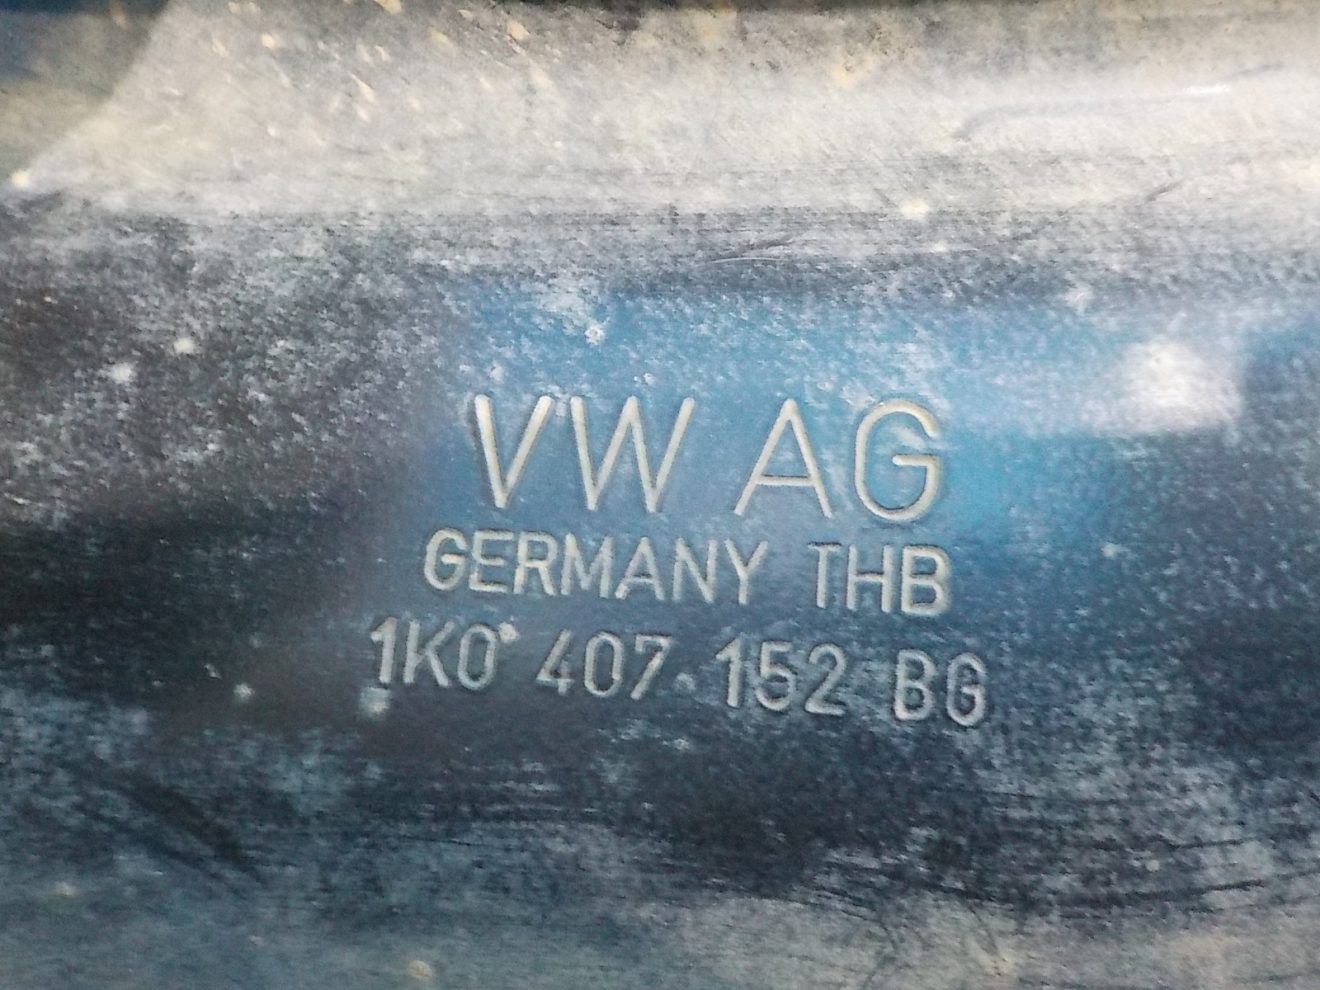 VW AG
GERMANY THB
1K0 407 152 BG